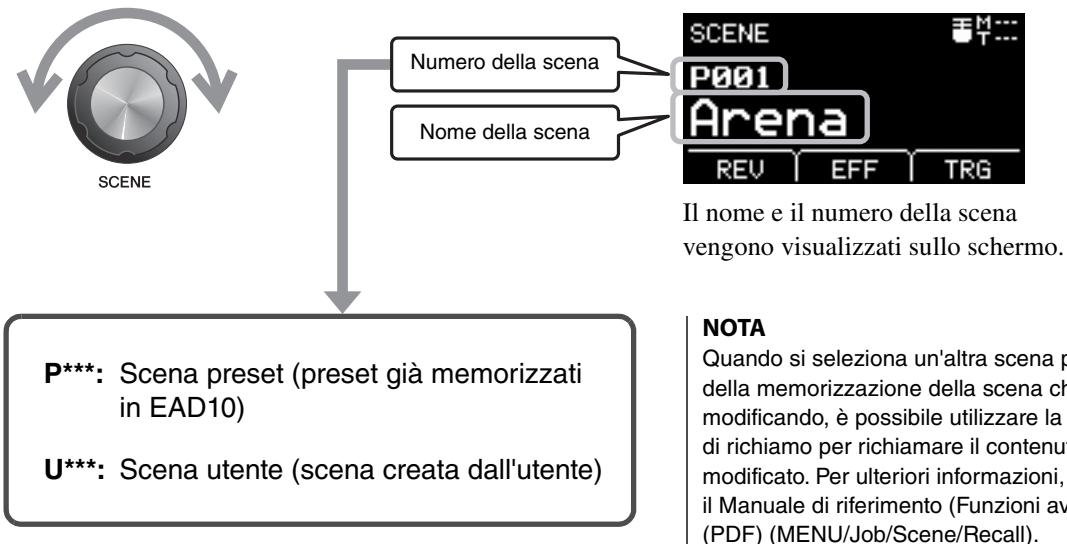 SCENE
Numero della scena
Nome della scena
SCENE
M---
T---
P001
Arena
REV EFF TRG
Il nome e il numero della scena
vengono visualizzati sullo schermo.
P***: Scena preset (preset già memorizzati
in EAD10)
U***: Scena utente (scena creata dall'utente)
NOTA
Quando si seleziona un'altra scena
della memorizzazione della scena
modificando, è possibile utilizzare la
di richiamo per richiamare il
modificato. Per ulteriori informazioni,
il Manuale di riferimento (Funzioni
(PDF) (MENU/Job/Scene/Recall).